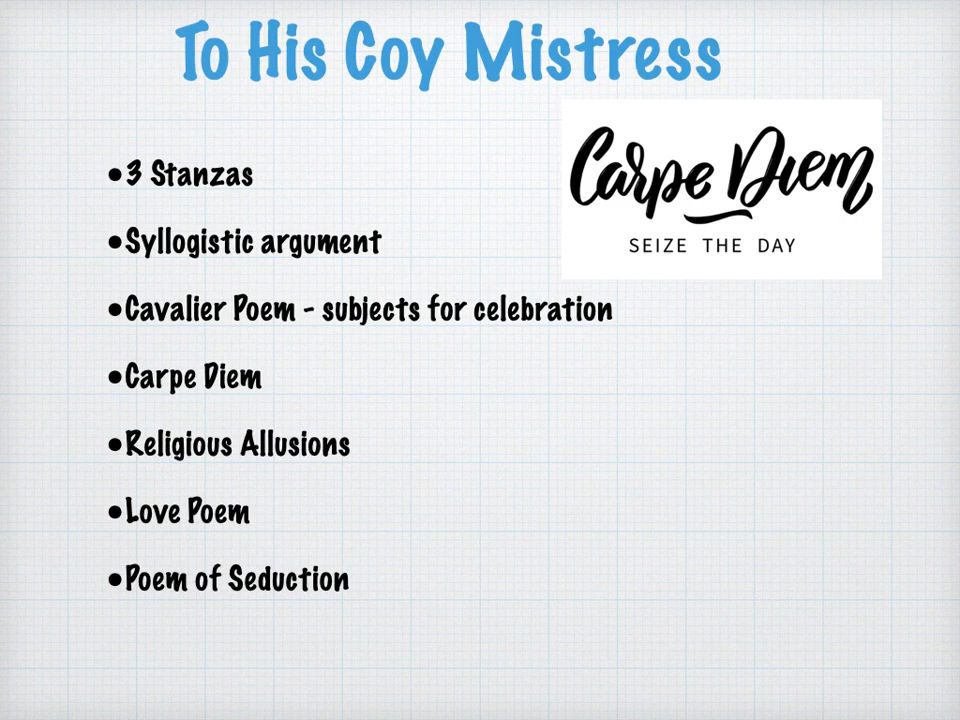 To His Coy Mistress
Carpe Diem
SEIZE THE DAY
•3 Stanzas
•Syllogistic argument
•Cavalier Poem - subjects for celebration
•Carpe Diem
•Religious Allusions
•Love Poem
•Poem of Seduction